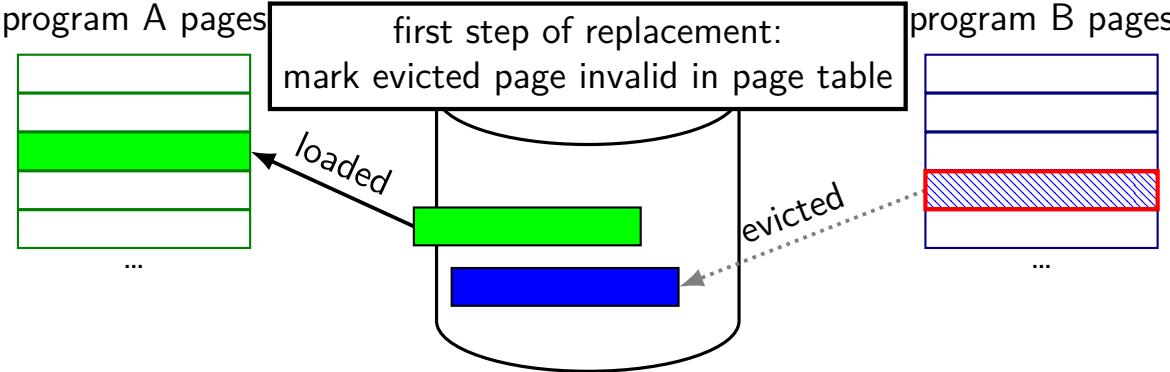 program A pages
first step of replacement:
mark evicted page invalid in page table
program B pages
loaded
evicted
...
...